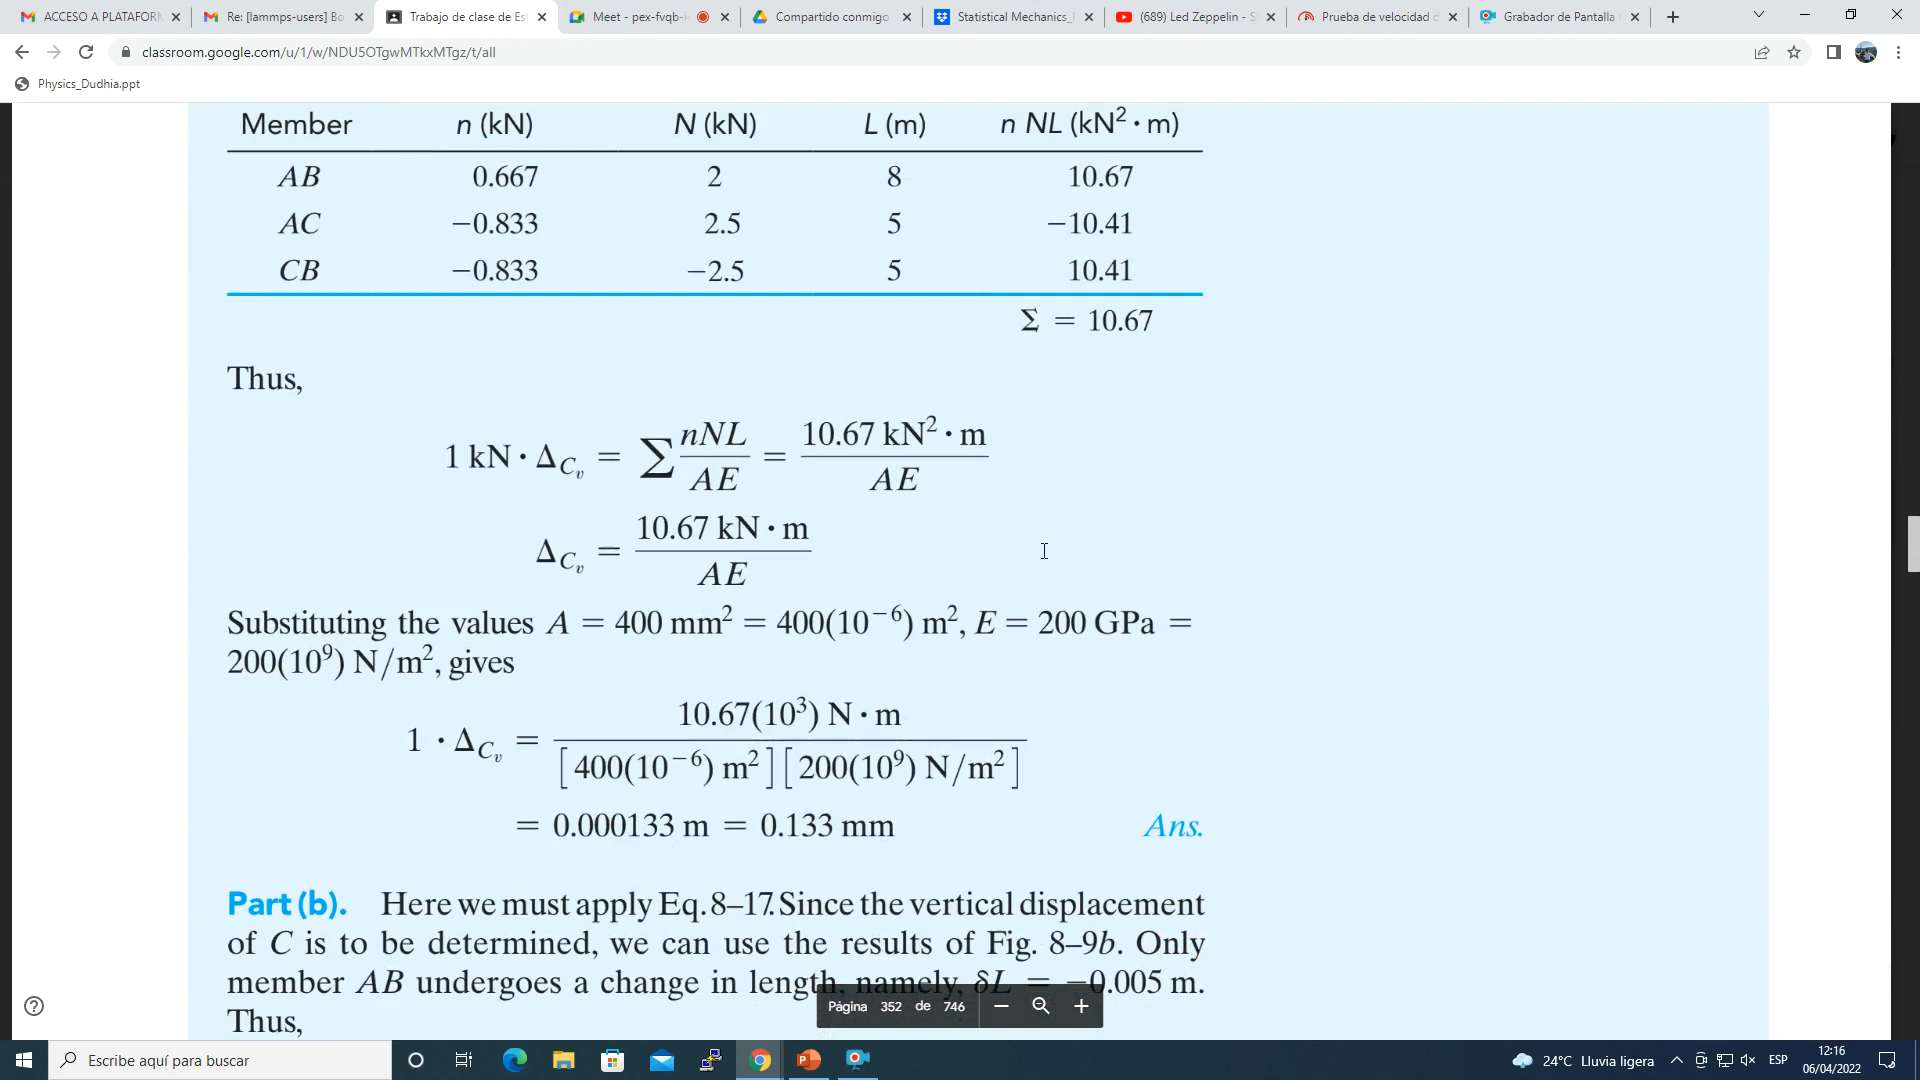 ACCESO A PLATAFORM
Re: [lammps-users] Bo
Trabajo de clase de Est
Meet - pex-fvqb-i
Compartido conmigo
Statistical Mechanics_
(689) Led Zeppelin - S
Prueba de velocidad d
Grabador de Pantalla
classroom.google.com/u/1/w/NDU5OTgwMTkxMTgz/t/all
Physics_Dudhia.ppt
Member n (kN) N (kN) L (m) n NL (kN² · m)
AB 0.667 2 8 10.67
AC −0.833 2.5 5 −10.41
CB −0.833 −2.5 5 10.41
Σ = 10.67
Thus,
1 kN · Δ_{C_v} = Σ nNL/AE = 10.67 kN² · m/AE
Δ_{C_v} = 10.67 kN · m/AE
Substituting the values A = 400 mm² = 400(10⁻⁶) m², E = 200 GPa =
200(10⁹) N/m², gives
1 · Δ_{C_v} = 10.67(10³) N · m/[400(10⁻⁶) m²][200(10⁹) N/m²]
= 0.000133 m = 0.133 mm Ans.
Part (b). Here we must apply Eq. 8–17. Since the vertical displacement
of C is to be determined, we can use the results of Fig. 8–9b. Only
member AB undergoes a change in length, namely, δL = −0.005 m.
Thus,
Página 352 de 746
Escribe aquí para buscar
24°C Lluvia ligera
ESP
12:16
06/04/2022